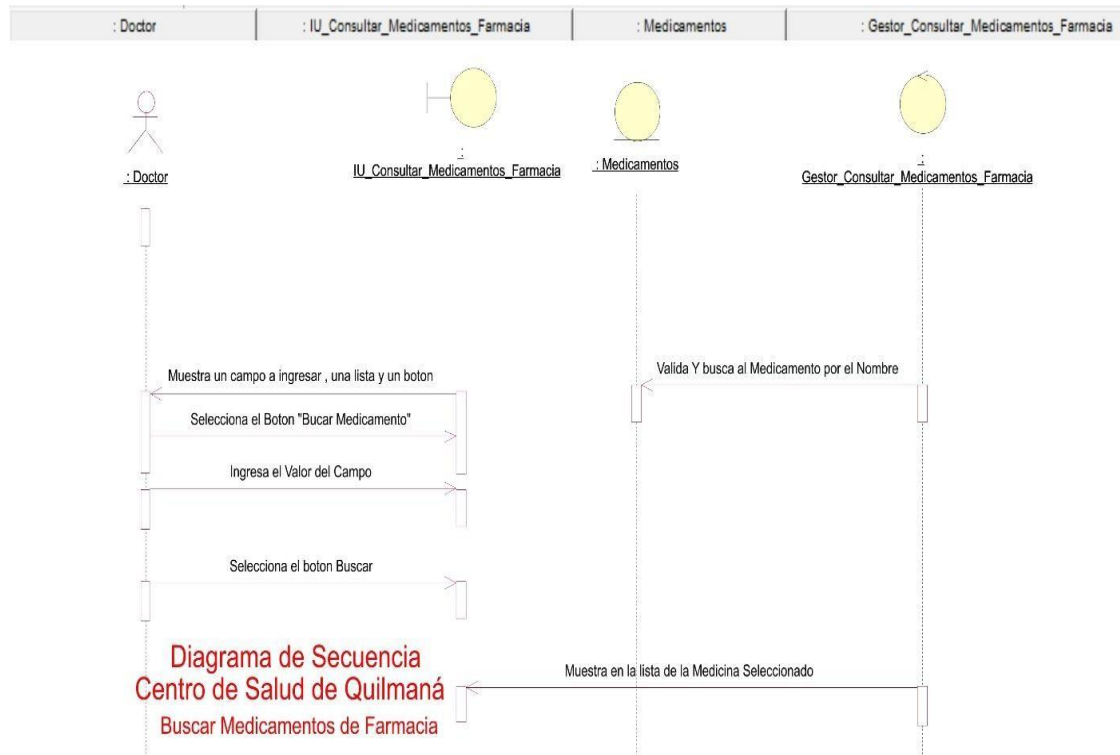 : Doctor
: IU_Consultar_Medicamentos_Farmacia
: Medicamentos
: Gestor_Consultar_Medicamentos_Farmacia
: Doctor
:
IU_Consultar_Medicamentos_Farmacia
: Medicamentos
:
Gestor_Consultar_Medicamentos_Farmacia
Muestra un campo a ingresar , una lista y un boton
Valida Y busca al Medicamento por el Nombre
Selecciona el Boton "Bucar Medicamento"
Ingresa el Valor del Campo
Selecciona el boton Buscar
Muestra en la lista de la Medicina Seleccionado
Diagrama de Secuencia
Centro de Salud de Quilmaná
Buscar Medicamentos de Farmacia